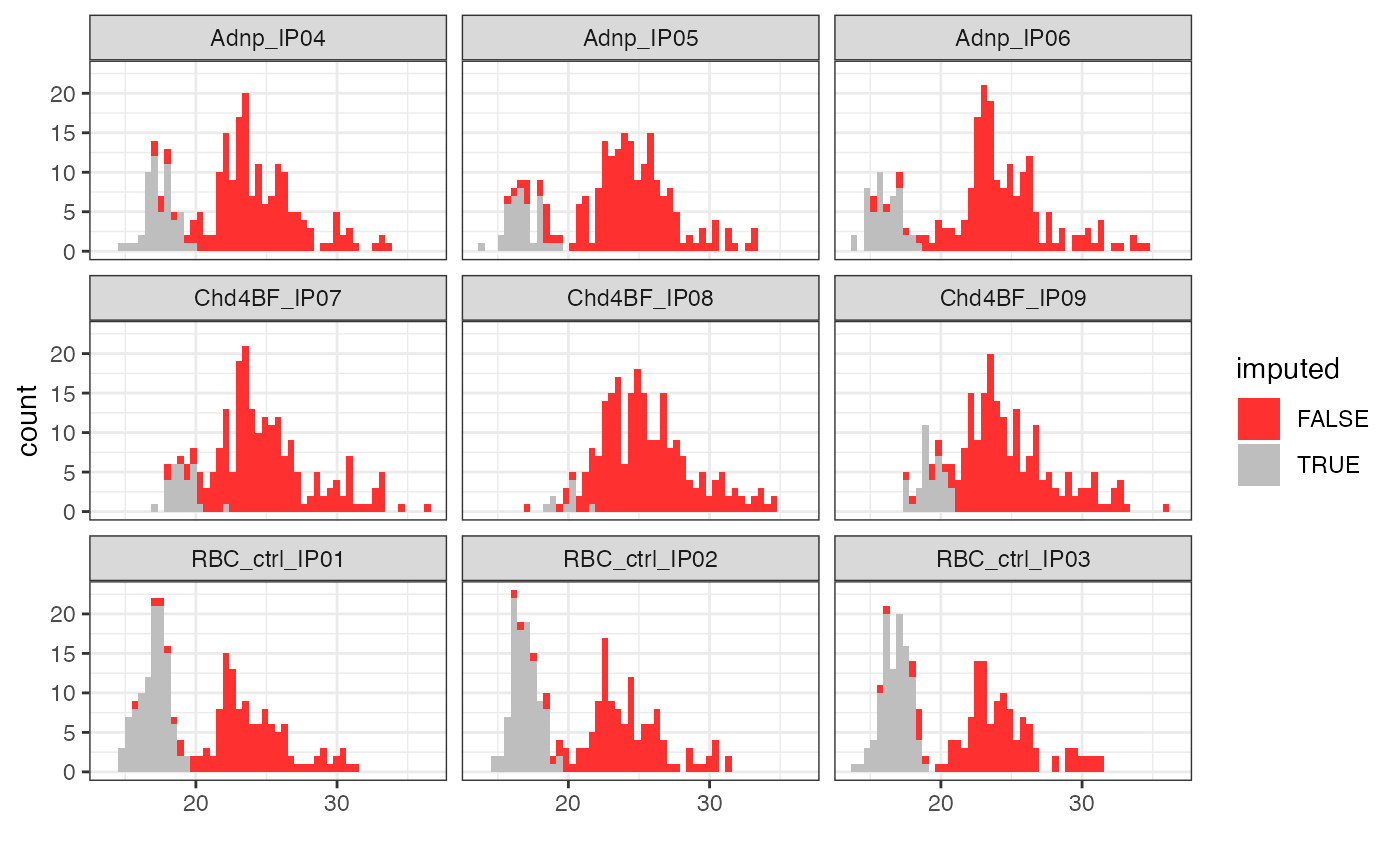 Adnp_IP04 Adnp_IP05 Adnp_IP06
20
15
10
5
0
Chd4BF_IP07 Chd4BF_IP08 Chd4BF_IP09
20
15
10
5
0
count
imputed
FALSE
TRUE
RBC_ctrl_IP01 RBC_ctrl_IP02 RBC_ctrl_IP03
20
15
10
5
0
20 30 20 30 20 30